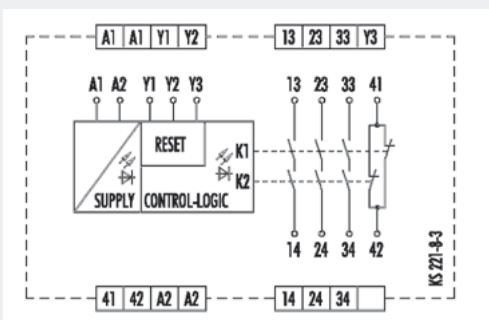 A1 A1 Y1 Y2 13 23 33 Y3
A1 A2 Y1 Y2 Y3 13 23 33 41
RESET
K1
K2
SUPPLY CONTROL-LOGIC
14 24 34 42
KS 221-8-3
41 42 A2 A2 14 24 34